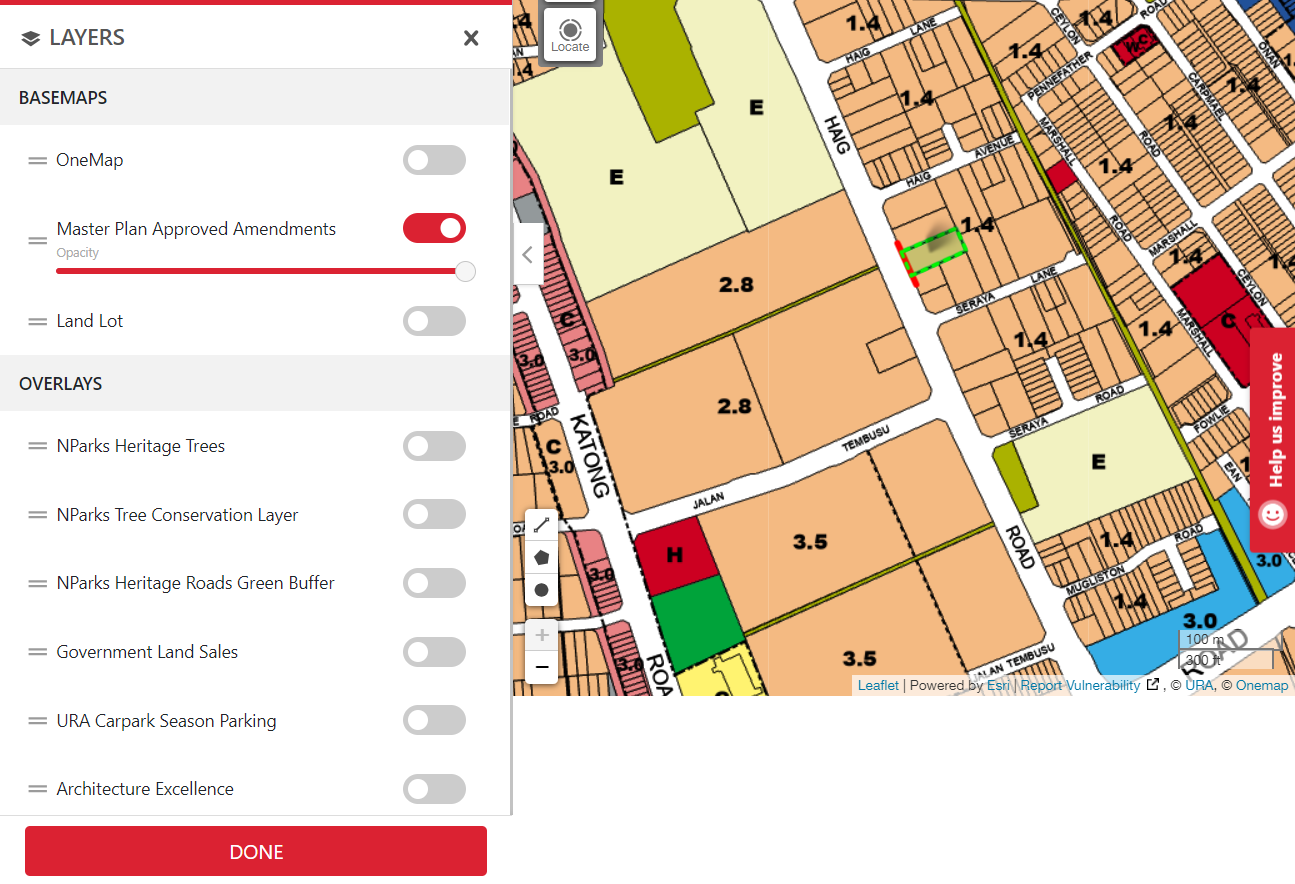 LAYERS
BASEMAPS
OneMap
Master Plan Approved Amendments
Opacity
Land Lot
OVERLAYS
NParks Heritage Trees
NParks Tree Conservation Layer
NParks Heritage Roads Green Buffer
Government Land Sales
URA Carpark Season Parking
Architecture Excellence
DONE
Locate
1.4
LANE
HAIG
CEYLON
1.4
ROAD
1.4
W.C
PENNEFATHER
ONAN
1.4
E
1.4
CARPMAEL
1.4
HAIG
MARSHALL
ROAD
AVENUE
1.4
E
HAIG
1.4
ROAD
MARSHALL
1.4
CEYLON
2.8
LANE
SERAYA
C
3.0
3.0
1.4
1.4
MARSHALL
C
2.8
ROAD
ROAD
KATONG
SERAYA
FOWLIE
TEMBUSU
C
3.0
E
EAN
JALAN
3.5
H
ROAD
1.4
ROAD
3.0
3.0
MUGLISTON
1.4
3.0
3.5
3.0
ROAD
JALAN TEMBUSU
ROAD
100 m
300 ft
Leaflet | Powered by Esri | Report Vulnerability , © URA, © Onemap
Help us improve